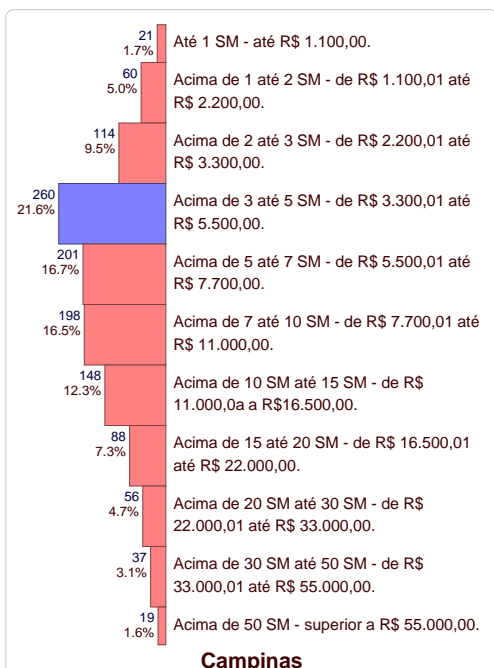 21
1.7%
Até 1 SM - até R$ 1.100,00.
60
5.0%
Acima de 1 até 2 SM - de R$ 1.100,01 até
R$ 2.200,00.
114
9.5%
Acima de 2 até 3 SM - de R$ 2.200,01 até
R$ 3.300,00.
260
21.6%
Acima de 3 até 5 SM - de R$ 3.300,01 até
R$ 5.500,00.
201
16.7%
Acima de 5 até 7 SM - de R$ 5.501,01 até
R$ 7.700,00.
198
16.5%
Acima de 7 até 10 SM - de R$ 7.700,01 até
R$ 11.000,00.
148
12.3%
Acima de 10 SM até 15 SM - de R$
11.000,0a a R$16.500,00.
88
7.3%
Acima de 15 até 20 SM - de R$ 16.500,01
até R$ 22.000,00.
56
4.7%
Acima de 20 SM até 30 SM - de R$
22.000,01 até R$ 33.000,00.
37
3.1%
Acima de 30 SM até 50 SM - de R$
33.000,01 até R$ 55.000,00.
19
1.6%
Acima de 50 SM - superior a R$ 55.000,00.
Campinas